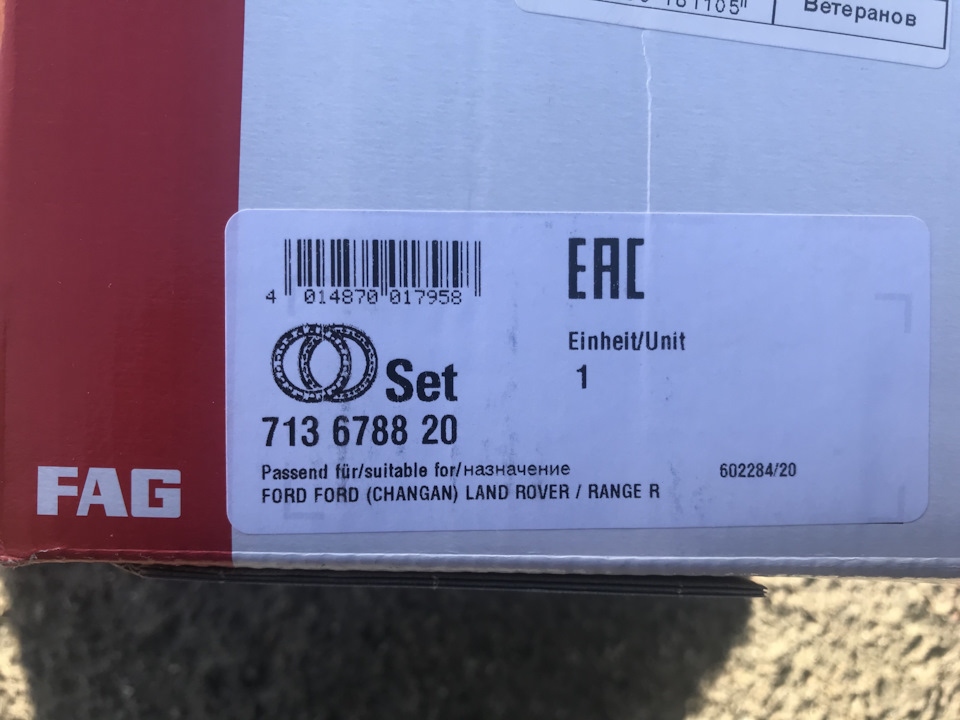 161105"
Ветеранов
4 014870 017958
EAC
Einheit/Unit
1
Set
713 6788 20
Passend für/suitable for/назначение
602284/20
FORD FORD (CHANGAN) LAND ROVER / RANGE R
FAG